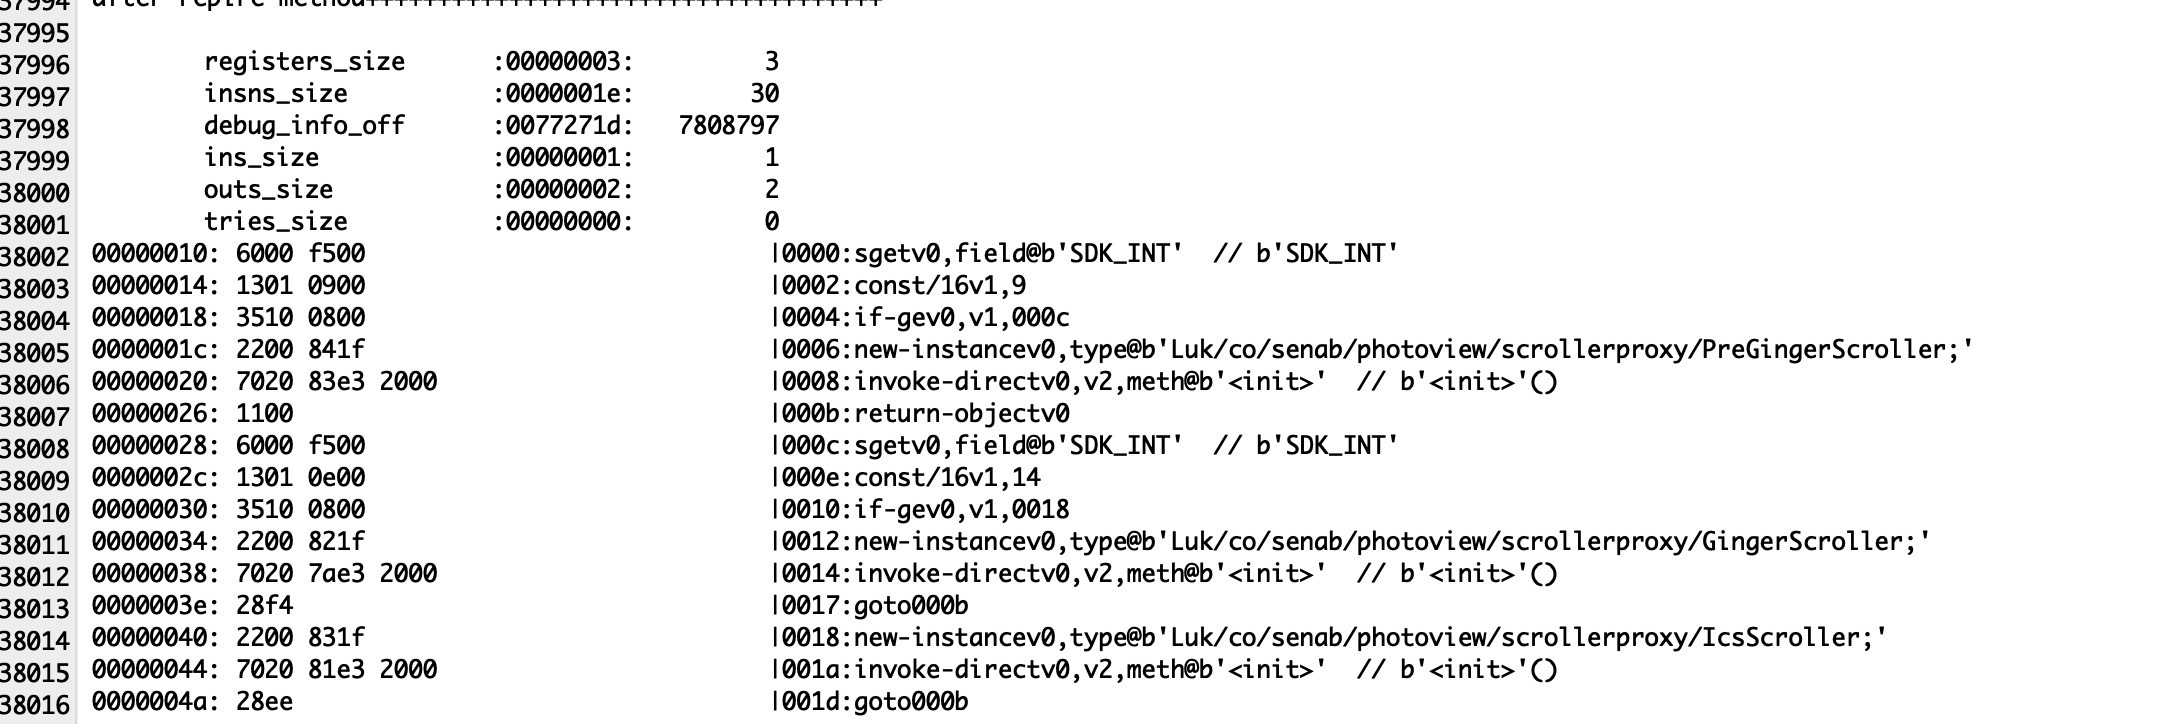 37994 after repire method++++++++++++++++++++++++++++++++++++
37995
37996 registers_size :00000003: 3
37997 insns_size :0000001e: 30
37998 debug_info_off :0077271d: 7808797
37999 ins_size :00000001: 1
38000 outs_size :00000002: 2
38001 tries_size :00000000: 0
38002 00000010: 6000 f500 |0000:sgetv0,field@b'SDK_INT' // b'SDK_INT'
38003 00000014: 1301 0900 |0002:const/16v1,9
38004 00000018: 3510 0800 |0004:if-gev0,v1,000c
38005 0000001c: 2200 841f |0006:new-instancev0,type@b'Luk/co/senab/photoview/scrollerproxy/PreGingerScroller;'
38006 00000020: 7020 83e3 2000 |0008:invoke-directv0,v2,meth@b'<init>' // b'<init>'()
38007 00000026: 1100 |000b:return-objectv0
38008 00000028: 6000 f500 |000c:sgetv0,field@b'SDK_INT' // b'SDK_INT'
38009 0000002c: 1301 0e00 |000e:const/16v1,14
38010 00000030: 3510 0800 |0010:if-gev0,v1,0018
38011 00000034: 2200 821f |0012:new-instancev0,type@b'Luk/co/senab/photoview/scrollerproxy/GingerScroller;'
38012 00000038: 7020 7ae3 2000 |0014:invoke-directv0,v2,meth@b'<init>' // b'<init>'()
38013 0000003e: 28f4 |0017:goto000b
38014 00000040: 2200 831f |0018:new-instancev0,type@b'Luk/co/senab/photoview/scrollerproxy/IcsScroller;'
38015 00000044: 7020 81e3 2000 |001a:invoke-directv0,v2,meth@b'<init>' // b'<init>'()
38016 0000004a: 28ee |001d:goto000b